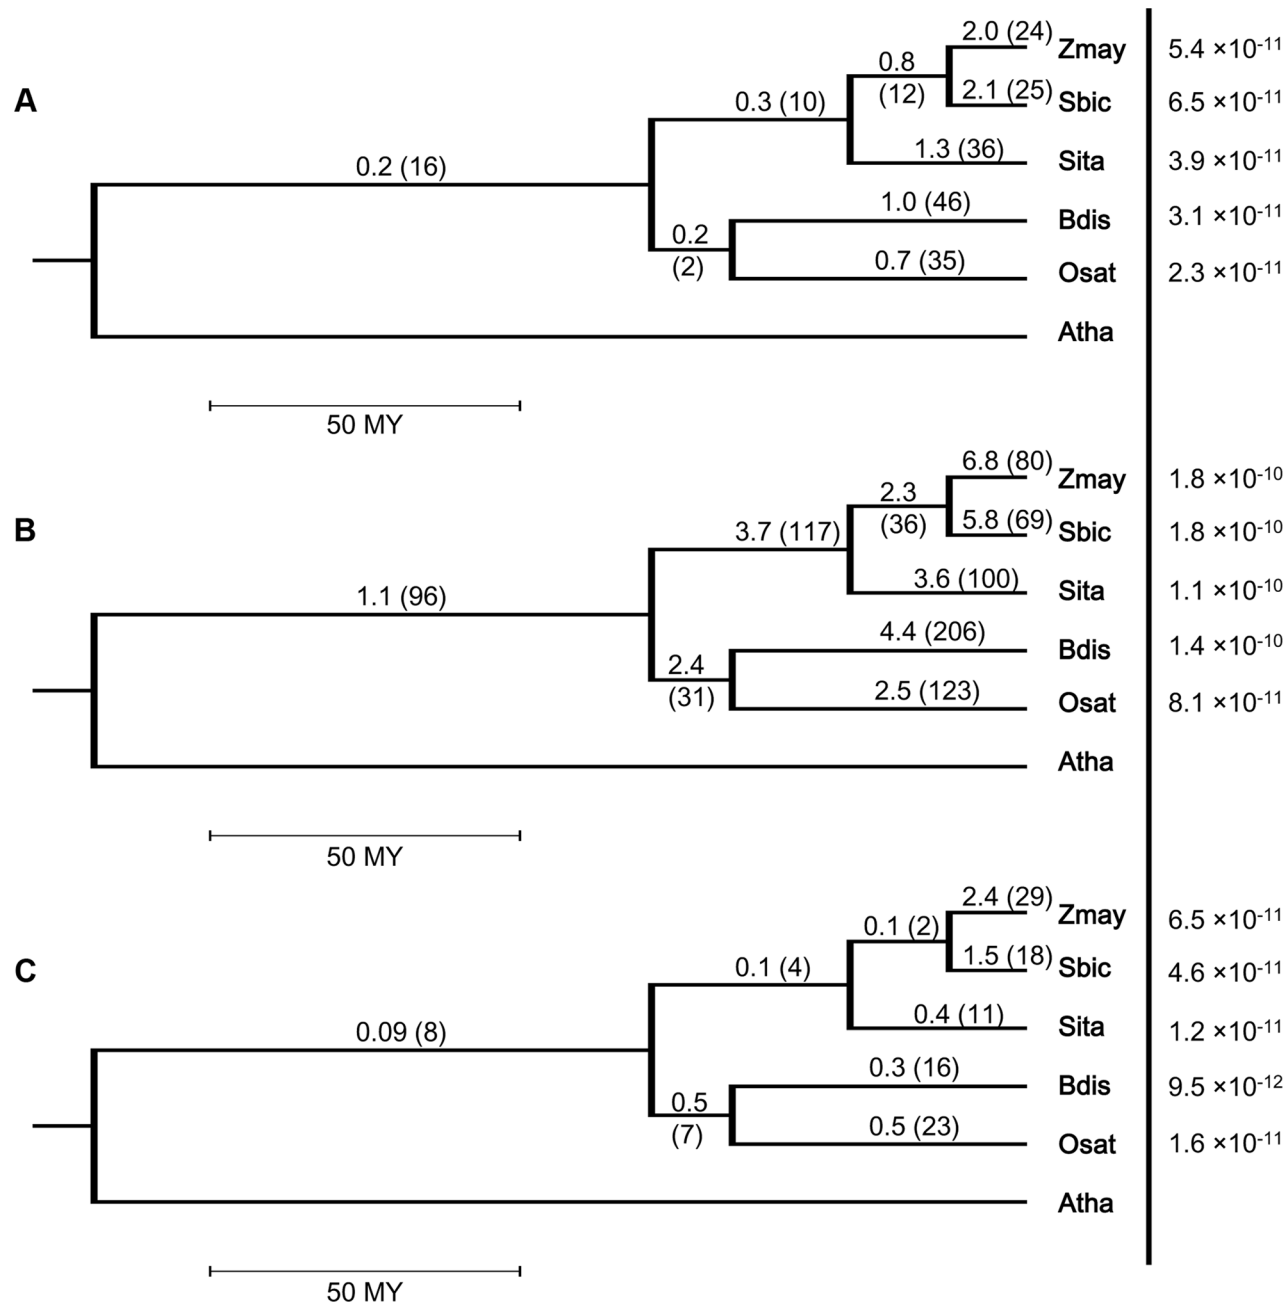 2.0 (24) Zmay 5.4 ×10-11
0.8
A
0.3 (10) (12) 2.1 (25) Sbic 6.5 ×10-11
0.2 (16) 1.3 (36) Sita 3.9 ×10-11
1.0 (46) Bdis 3.1 ×10-11
0.2
(2) 0.7 (35) Osat 2.3 ×10-11
Atha
50 MY
6.8 (80) Zmay 1.8 ×10-10
2.3
B 3.7 (117) (36) 5.8 (69) Sbic 1.8 ×10-10
1.1 (96) 3.6 (100) Sita 1.1 ×10-10
4.4 (206) Bdis 1.4 ×10-10
2.4
(31) 2.5 (123) Osat 8.1 ×10-11
Atha
50 MY
2.4 (29) Zmay 6.5 ×10-11
0.1 (2)
C 0.1 (4) 1.5 (18) Sbic 4.6 ×10-11
0.09 (8) 0.4 (11) Sita 1.2 ×10-11
0.3 (16) Bdis 9.5 ×10-12
0.5
(7) 0.5 (23) Osat 1.6 ×10-11
Atha
50 MY